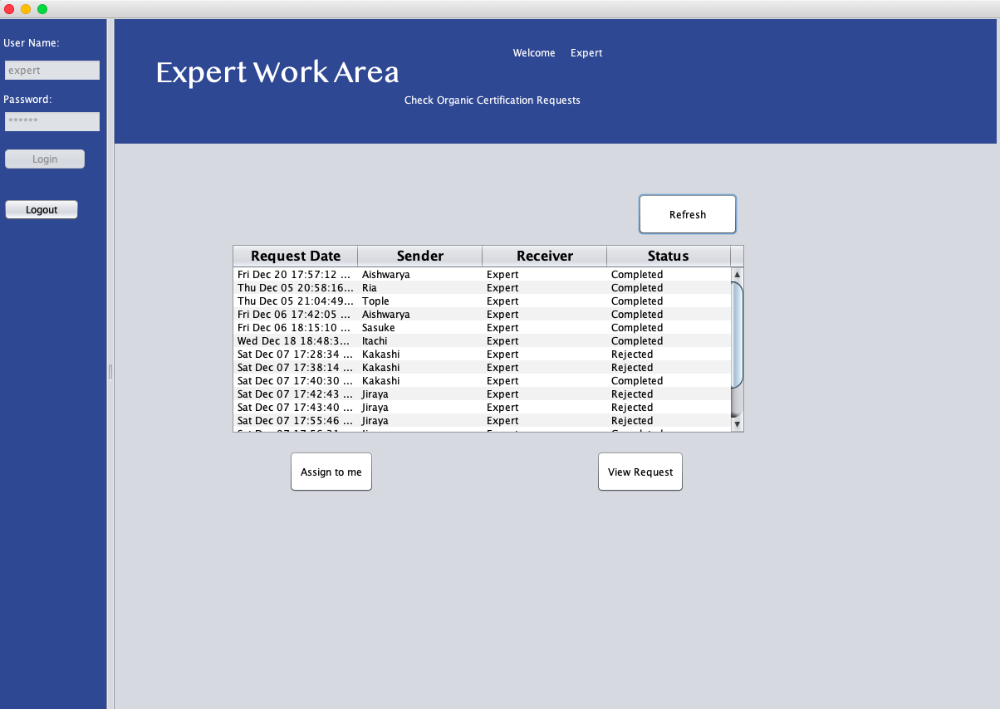 User Name:
expert
Password:
******
Login
Logout
Welcome Expert
Expert Work Area
Check Organic Certification Requests
Refresh
Request Date Sender Receiver Status
Fri Dec 20 17:57:12 ... Aishwarya Expert Completed
Thu Dec 05 20:58:16... Ria Expert Completed
Thu Dec 05 21:04:49... Tople Expert Completed
Fri Dec 06 17:42:05 ... Aishwarya Expert Completed
Fri Dec 06 18:15:10 ... Sasuke Expert Completed
Wed Dec 18 18:48:3... Itachi Expert Completed
Sat Dec 07 17:28:34 ... Kakashi Expert Rejected
Sat Dec 07 17:38:14 ... Kakashi Expert Rejected
Sat Dec 07 17:40:30 ... Kakashi Expert Completed
Sat Dec 07 17:42:43 ... Jiraya Expert Rejected
Sat Dec 07 17:43:40 ... Jiraya Expert Rejected
Sat Dec 07 17:55:46 ... Jiraya Expert Rejected
Assign to me View Request